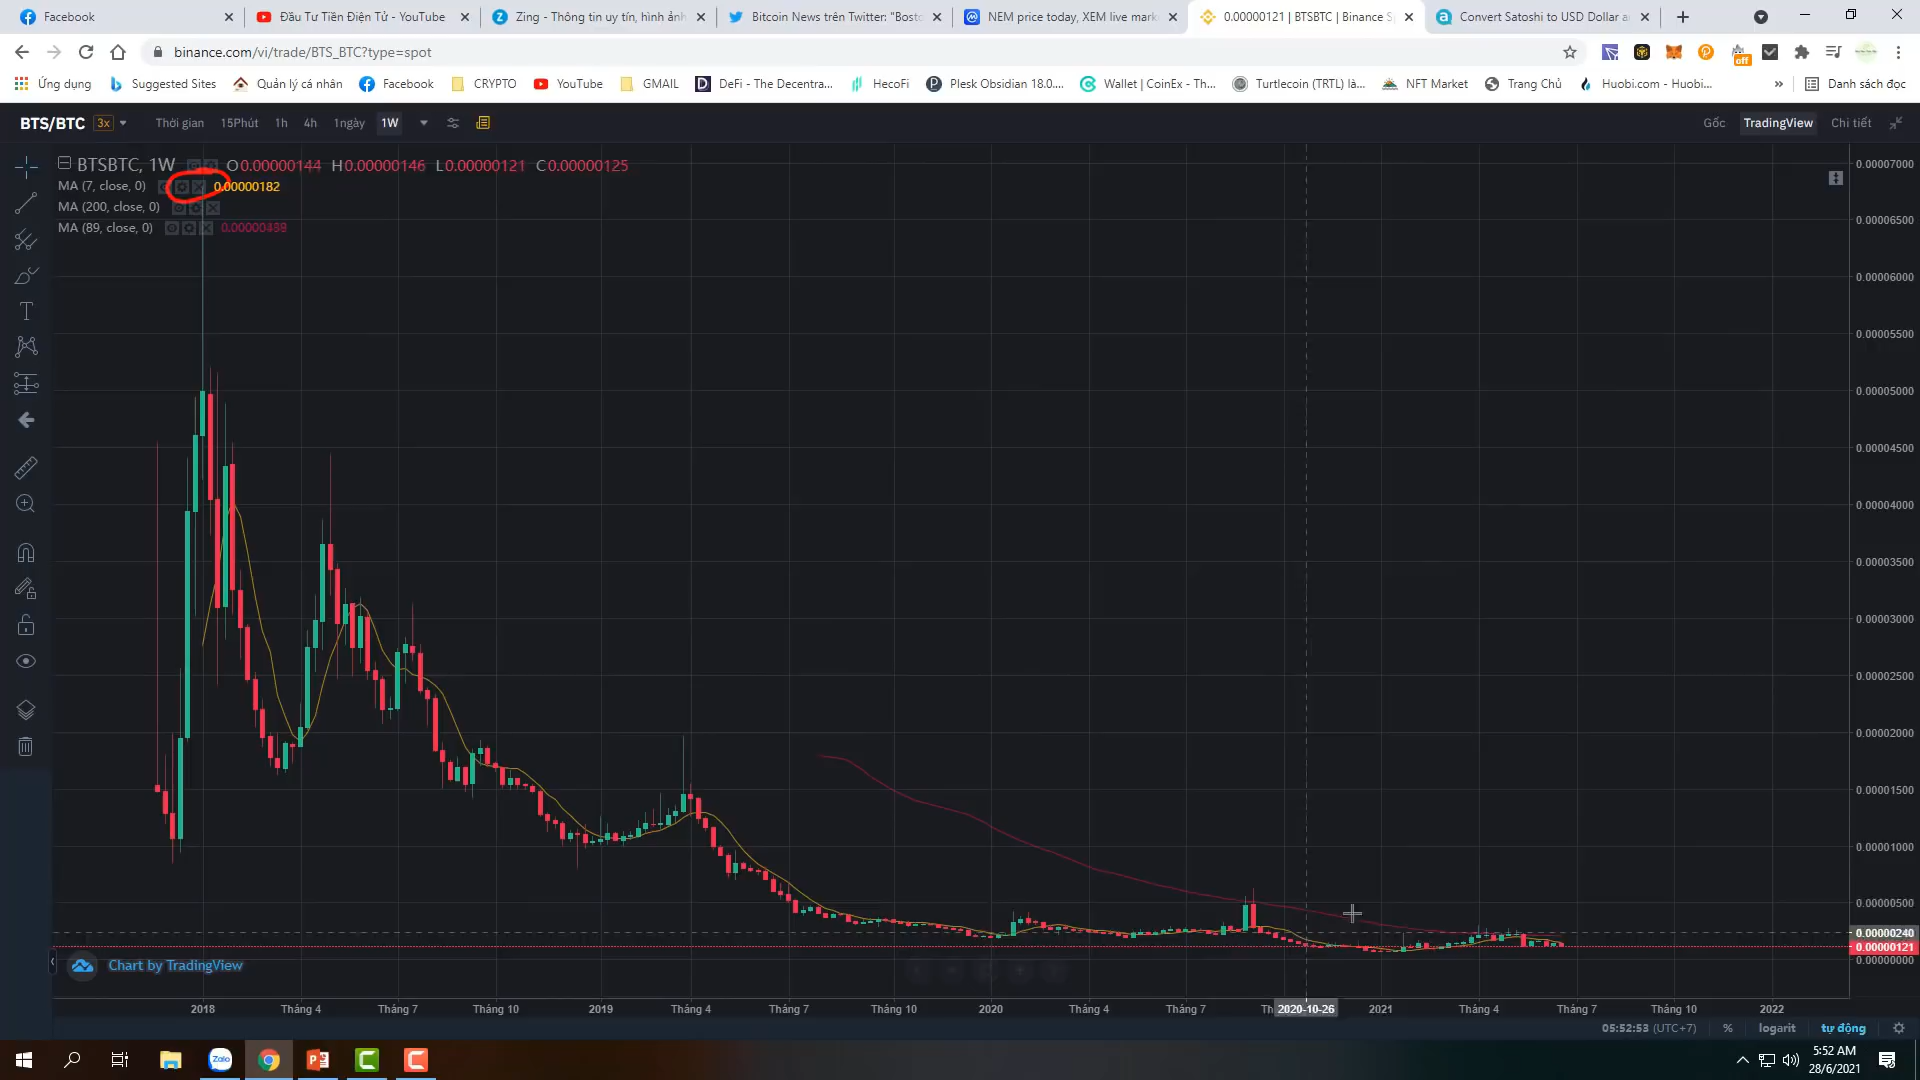 Facebook
Đầu Tư Tiền Điện Tử - YouTube
Zing - Thông tin uy tín, hình ảnh
Bitcoin News trên Twitter: "Bosto
NEM price today, XEM live mark
0.00000121 | BTSBTC | Binance S
Convert Satoshi to USD Dollar a
binance.com/vi/trade/BTS_BTC?type=spot
off
Ứng dụng
Suggested Sites
Quản lý cá nhân
Facebook
CRYPTO
YouTube
GMAIL
DeFi - The Decentra...
HecoFi
Plesk Obsidian 18.0....
Wallet | CoinEx - Th...
Turtlecoin (TRTL) là...
NFT Market
Trang Chủ
Huobi.com - Huobi...
»
Danh sách đọc
BTS/BTC 3x
Thời gian 15Phút 1h 4h 1ngày 1W
Gốc TradingView Chi tiết
BTSBTC, 1W O0.00000144 H0.00000146 L0.00000121 C0.00000125
MA (7, close, 0) 0.00000182
MA (200, close, 0)
MA (89, close, 0)
0.00007000
0.00006500
0.00006000
0.00005500
0.00005000
0.00004500
0.00004000
0.00003500
0.00003000
0.00002500
0.00002000
0.00001500
0.00001000
0.00000500
0.00000240
0.00000121
0.00000000
Chart by TradingView
2018 Tháng 4 Tháng 7 Tháng 10 2019 Tháng 4 Tháng 7 Tháng 10 2020 Tháng 4 Tháng 7 Th 2020-10-26 2021 Tháng 4 Tháng 7 Tháng 10 2022
05:52:53 (UTC+7) % logarit tự động
Zalo
5:52 AM
28/6/2021